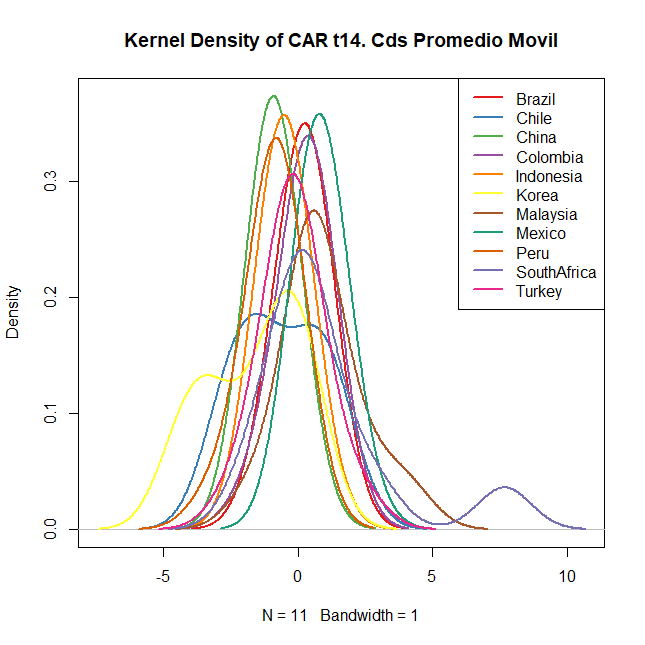 Kernel Density of CAR t14. Cds Promedio Movil
Brazil
Chile
China
Colombia
Indonesia
Korea
Malaysia
Mexico
Peru
SouthAfrica
Turkey
Density
0.3
0.2
0.1
0.0
-5
0
5
10
N = 11   Bandwidth = 1